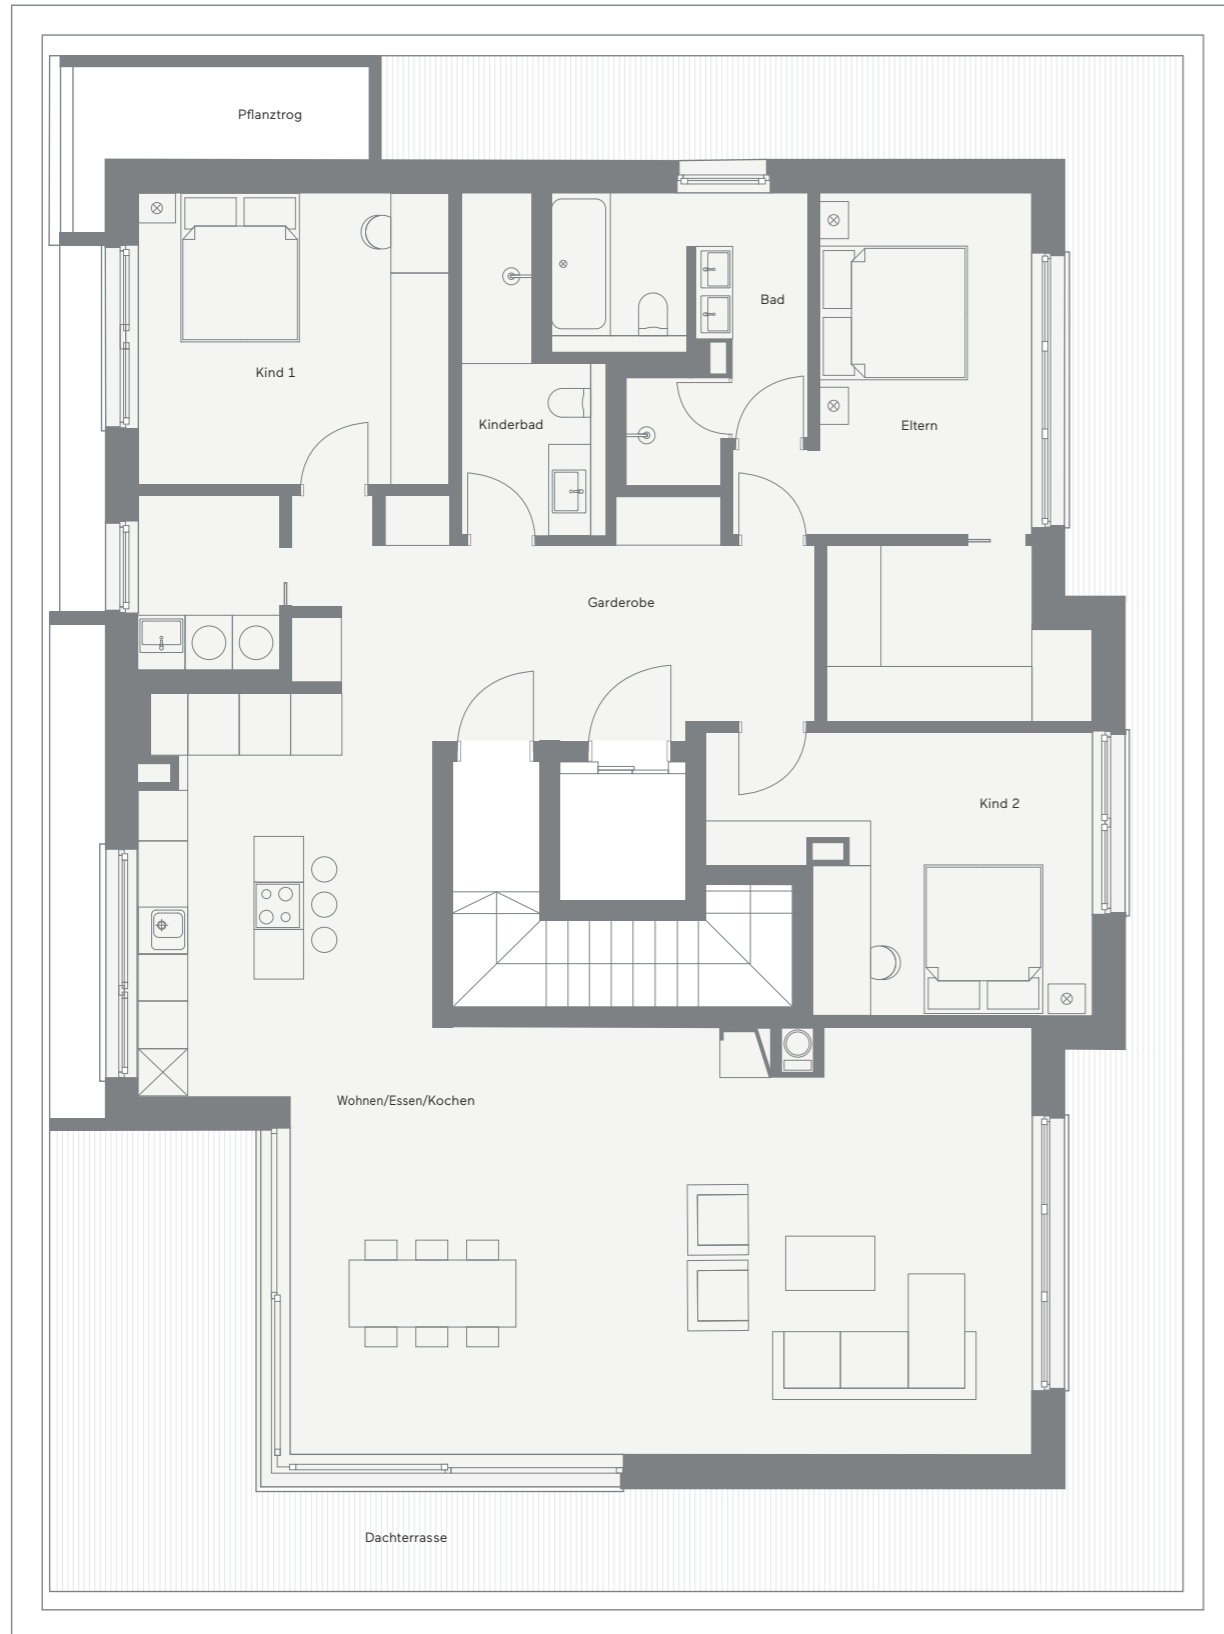 Pflanztrog
Bad
Kind 1
Kinderbad
Eltern
Garderobe
Kind 2
Wohnen/Essen/Kochen
Dachterrasse